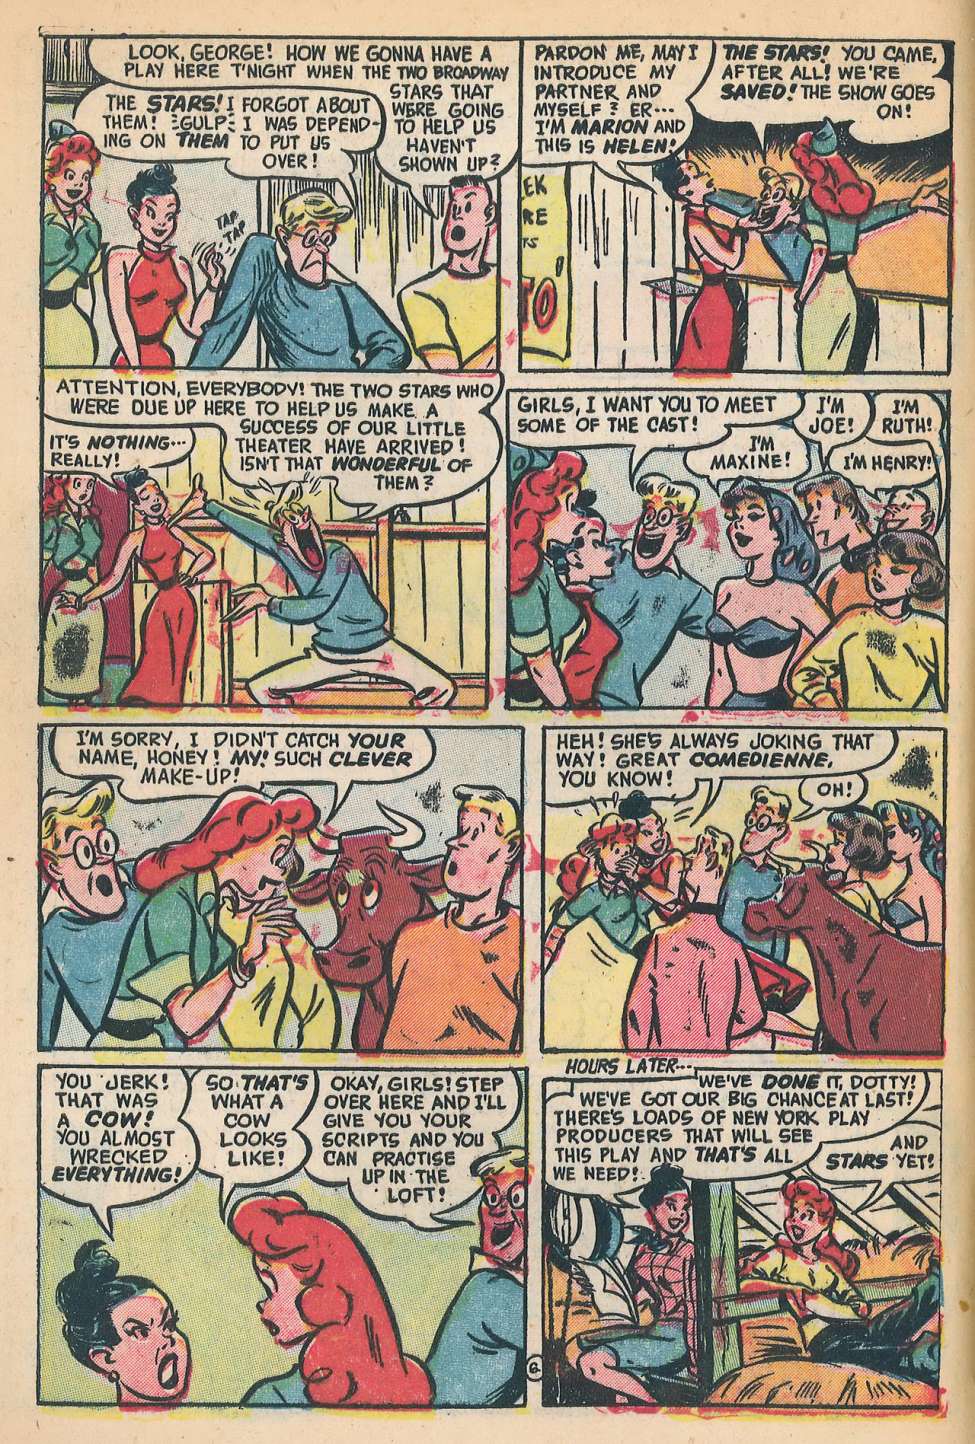 LOOK, GEORGE! HOW WE GONNA HAVE A
PLAY HERE T'NIGHT WHEN THE TWO BROADWAY
STARS THAT
WERE GOING
TO HELP US
HAVEN'T
SHOWN UP?
THE STARS! I FORGOT ABOUT
THEM! GULP I WAS DEPEND-
ING ON THEM TO PUT US
OVER!
TAP
TAP
PARDON ME, MAY I
INTRODUCE MY
PARTNER AND
MYSELF? ER...
I'M MARION AND
THIS IS HELEN!
THE STARS! YOU CAME,
AFTER ALL! WE'RE
SAVED! THE SHOW GOES
ON!
EK
RE
TS
TO
ATTENTION, EVERYBODY! THE TWO STARS WHO
WERE DUE UP HERE TO HELP US MAKE A
SUCCESS OF OUR LITTLE
THEATER HAVE ARRIVED!
ISN'T THAT WONDERFUL OF
THEM?
IT'S NOTHING...
REALLY!
GIRLS, I WANT YOU TO MEET
SOME OF THE CAST!
I'M
MAXINE!
I'M
JOE!
I'M
RUTH!
I'M HENRY!
I'M SORRY, I DIDN'T CATCH YOUR
NAME, HONEY! MY! SUCH CLEVER
MAKE-UP!
HEH! SHE'S ALWAYS JOKING THAT
WAY! GREAT COMEDIENNE,
YOU KNOW!
OH!
YOU JERK!
THAT WAS
A COW!
YOU ALMOST
WRECKED
EVERYTHING!
SO THAT'S
WHAT A
COW
LOOKS
LIKE!
OKAY, GIRLS! STEP
OVER HERE AND I'LL
GIVE YOU YOUR
SCRIPTS AND YOU
CAN PRACTISE
UP IN THE
LOFT!
6
HOURS LATER...
WE'VE DONE IT, DOTTY!
WE'VE GOT OUR BIG CHANCE AT LAST!
THERE'S LOADS OF NEW YORK PLAY
PRODUCERS THAT WILL SEE
THIS PLAY AND THAT'S ALL
WE NEED!
AND
STARS YET!